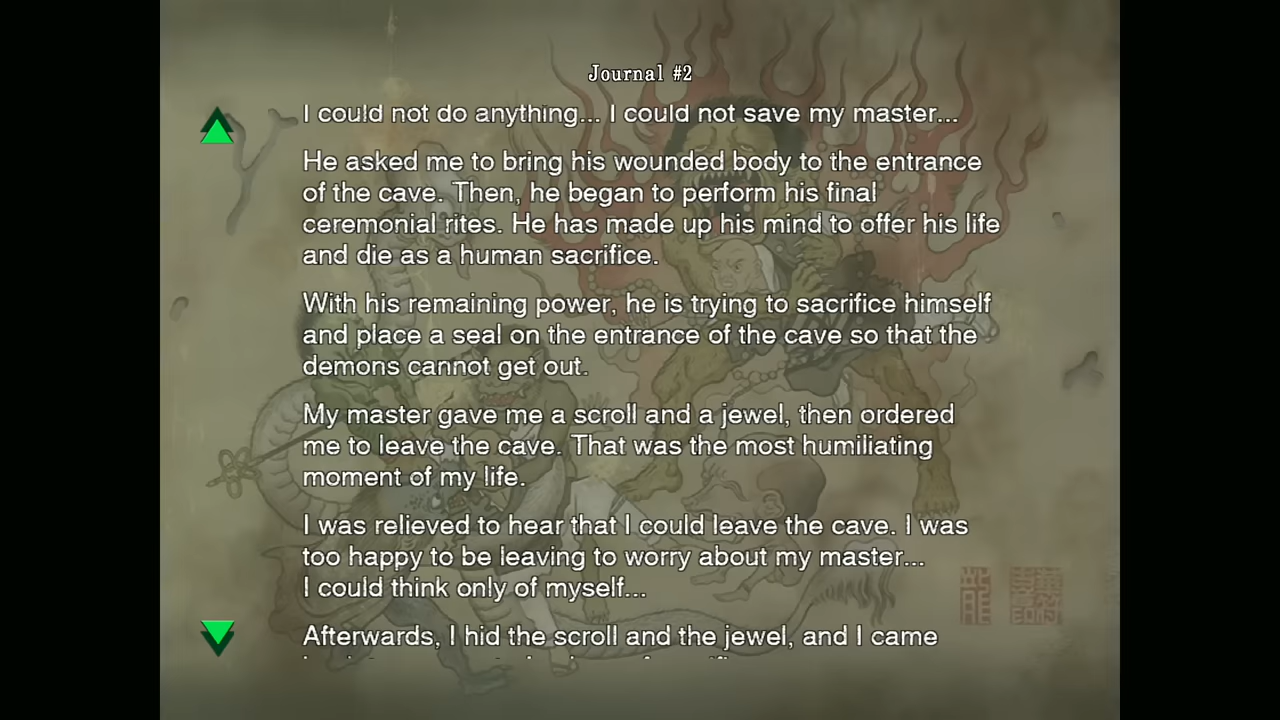 Journal #2
I could not do anything... I could not save my master...
He asked me to bring his wounded body to the entrance
of the cave. Then, he began to perform his final
ceremonial rites. He has made up his mind to offer his life
and die as a human sacrifice.
With his remaining power, he is trying to sacrifice himself
and place a seal on the entrance of the cave so that the
demons cannot get out.
My master gave me a scroll and a jewel, then ordered
me to leave the cave. That was the most humiliating
moment of my life.
I was relieved to hear that I could leave the cave. I was
too happy to be leaving to worry about my master...
I could think only of myself...
Afterwards, I hid the scroll and the jewel, and I came